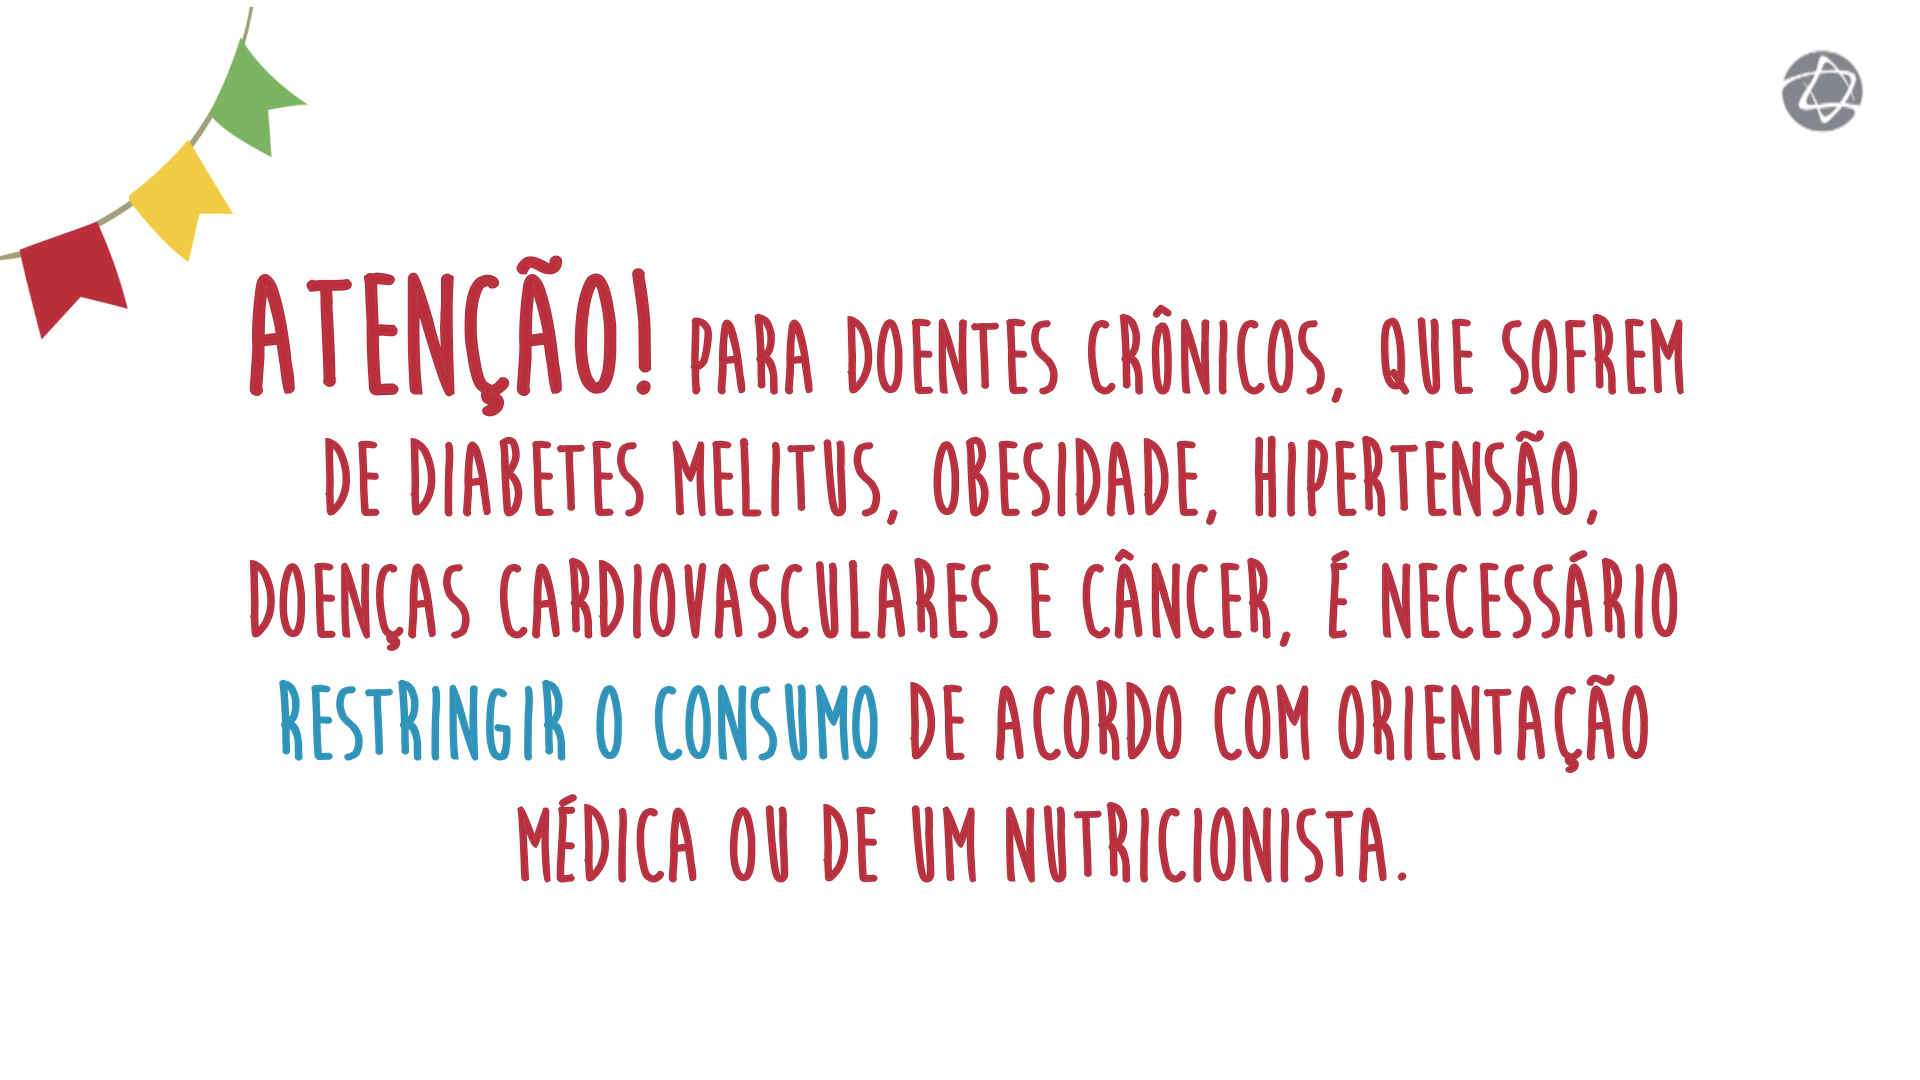 ATENÇÃO! PARA DOENTES CRÔNICOS, QUE SOFREM
DE DIABETES MELITUS, OBESIDADE, HIPERTENSÃO,
DOENÇAS CARDIOVASCULARES E CÂNCER, É NECESSÁRIO
RESTRINGIR O CONSUMO DE ACORDO COM ORIENTAÇÃO
MÉDICA OU DE UM NUTRICIONISTA.